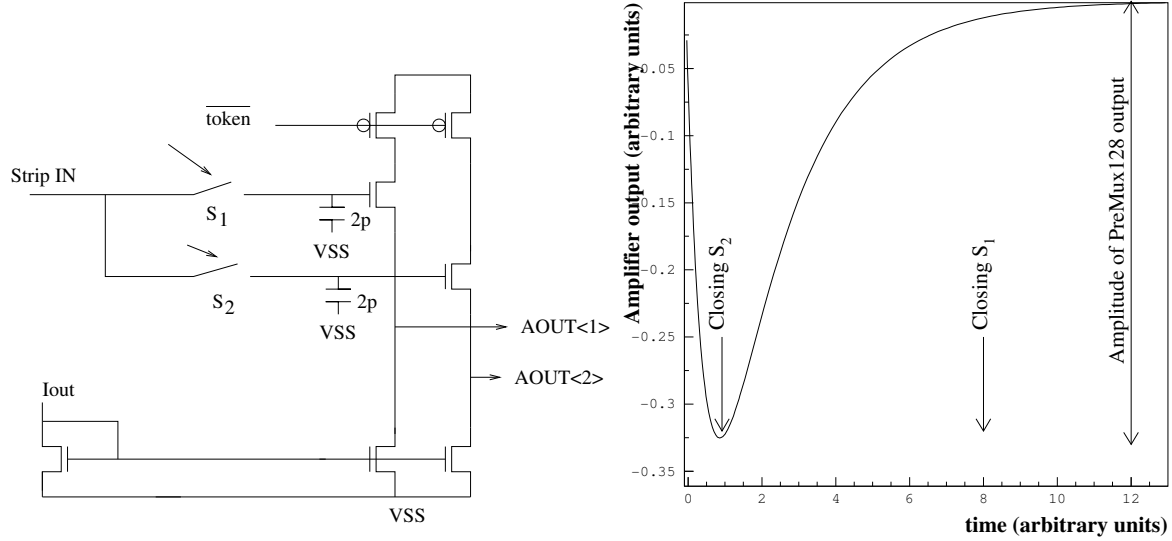 token
Strip IN
S1
2p
VSS
S2
2p
VSS
AOUT<1>
AOUT<2>
Iout
VSS
Amplifier output (arbitrary units)
-0.05
-0.1
-0.15
-0.2
-0.25
-0.3
-0.35
Closing S2
Closing S1
Amplitude of PreMux128 output
0 2 4 6 8 10 12
time (arbitrary units)